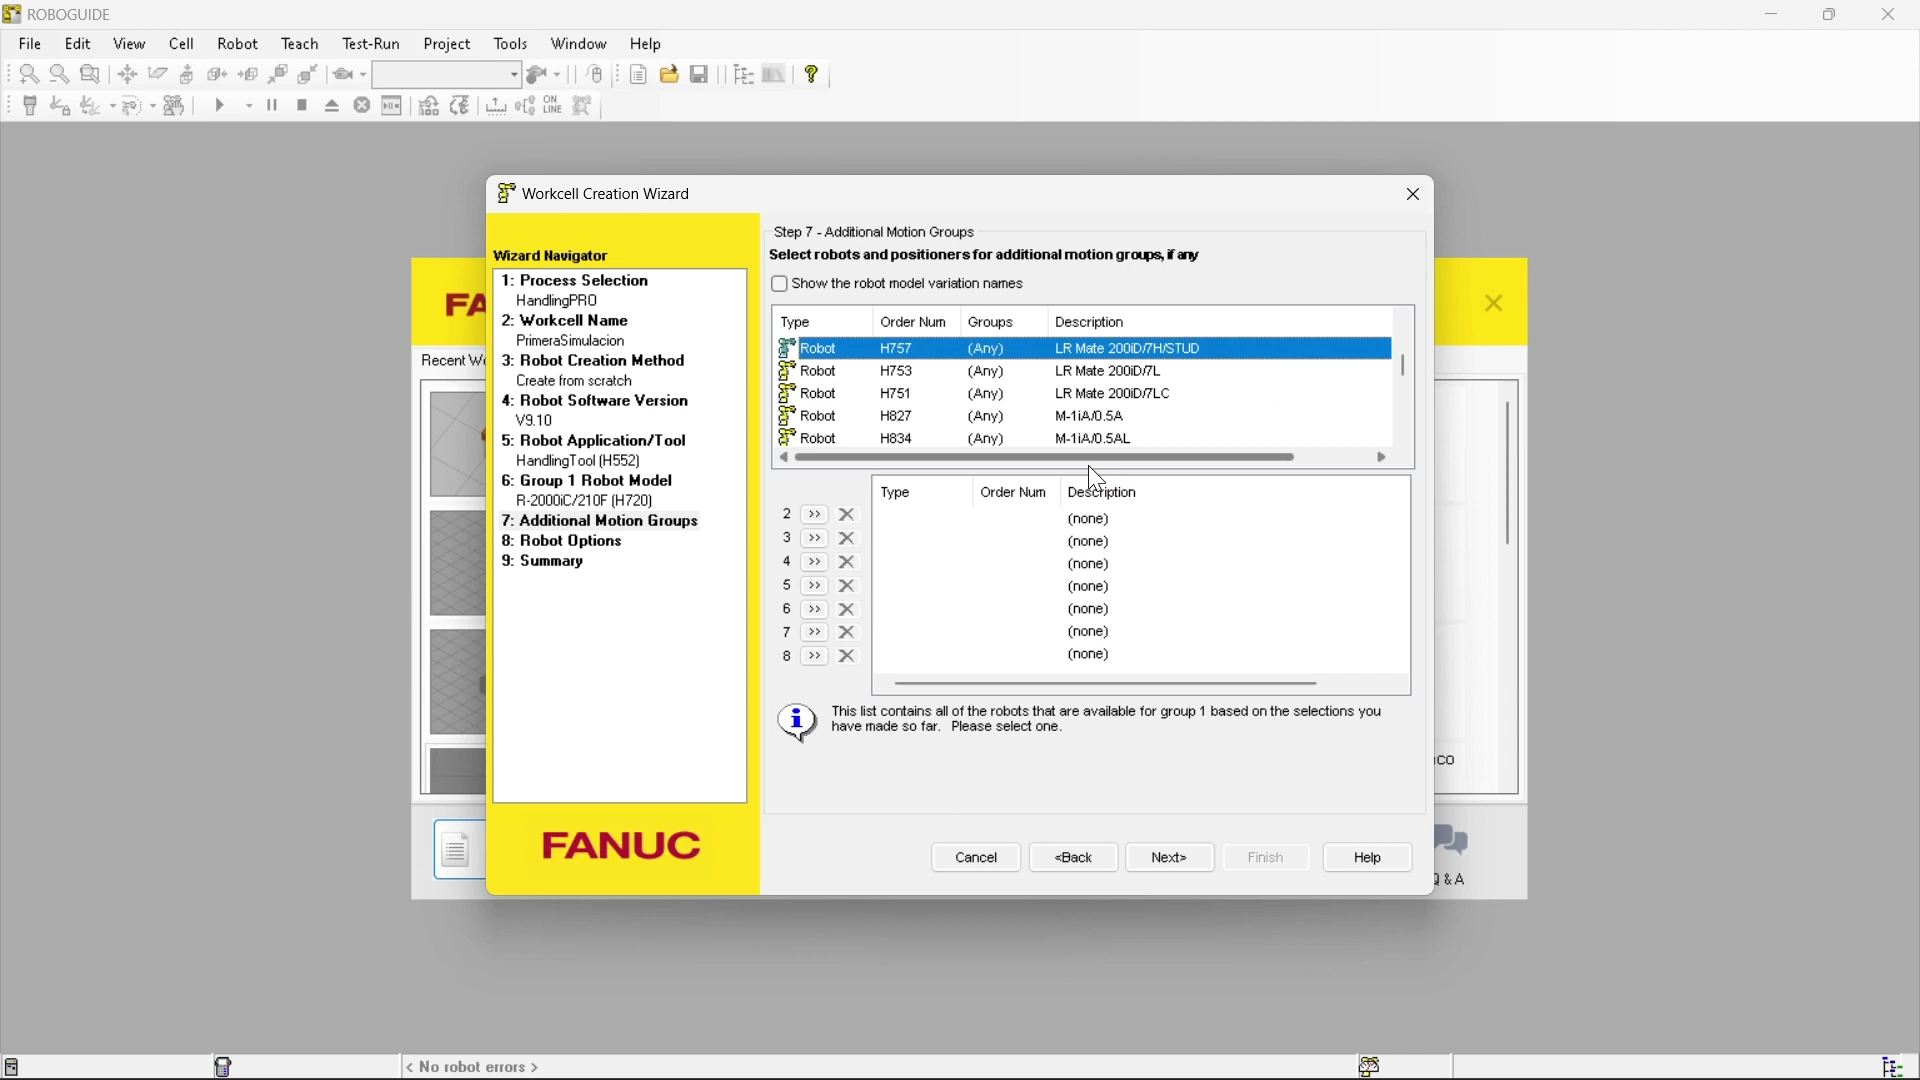 ROBOGUIDE
File Edit View Cell Robot Teach Test-Run Project Tools Window Help
ON LINE
Workcell Creation Wizard
Wizard Navigator
1: Process Selection
HandlingPRO
2: Workcell Name
PrimeraSimulacion
3: Robot Creation Method
Create from scratch
4: Robot Software Version
V9.10
5: Robot Application/Tool
HandlingTool (H552)
6: Group 1 Robot Model
R-2000iC/210F (H720)
7: Additional Motion Groups
8: Robot Options
9: Summary
FANUC
Step 7 - Additional Motion Groups
Select robots and positioners for additional motion groups, if any
Show the robot model variation names
Type Order Num Groups Description
Robot H757 (Any) LR Mate 200iD/7H/STUD
Robot H753 (Any) LR Mate 200iD/7L
Robot H751 (Any) LR Mate 200iD/7LC
Robot H827 (Any) M-1iA/0.5A
Robot H834 (Any) M-1iA/0.5AL
Type Order Num Description
2 >> (none)
3 >> (none)
4 >> (none)
5 >> (none)
6 >> (none)
7 >> (none)
8 >> (none)
This list contains all of the robots that are available for group 1 based on the selections you
have made so far. Please select one.
Cancel <Back Next> Finish Help
FA
Recent W
co
Q & A
< No robot errors >